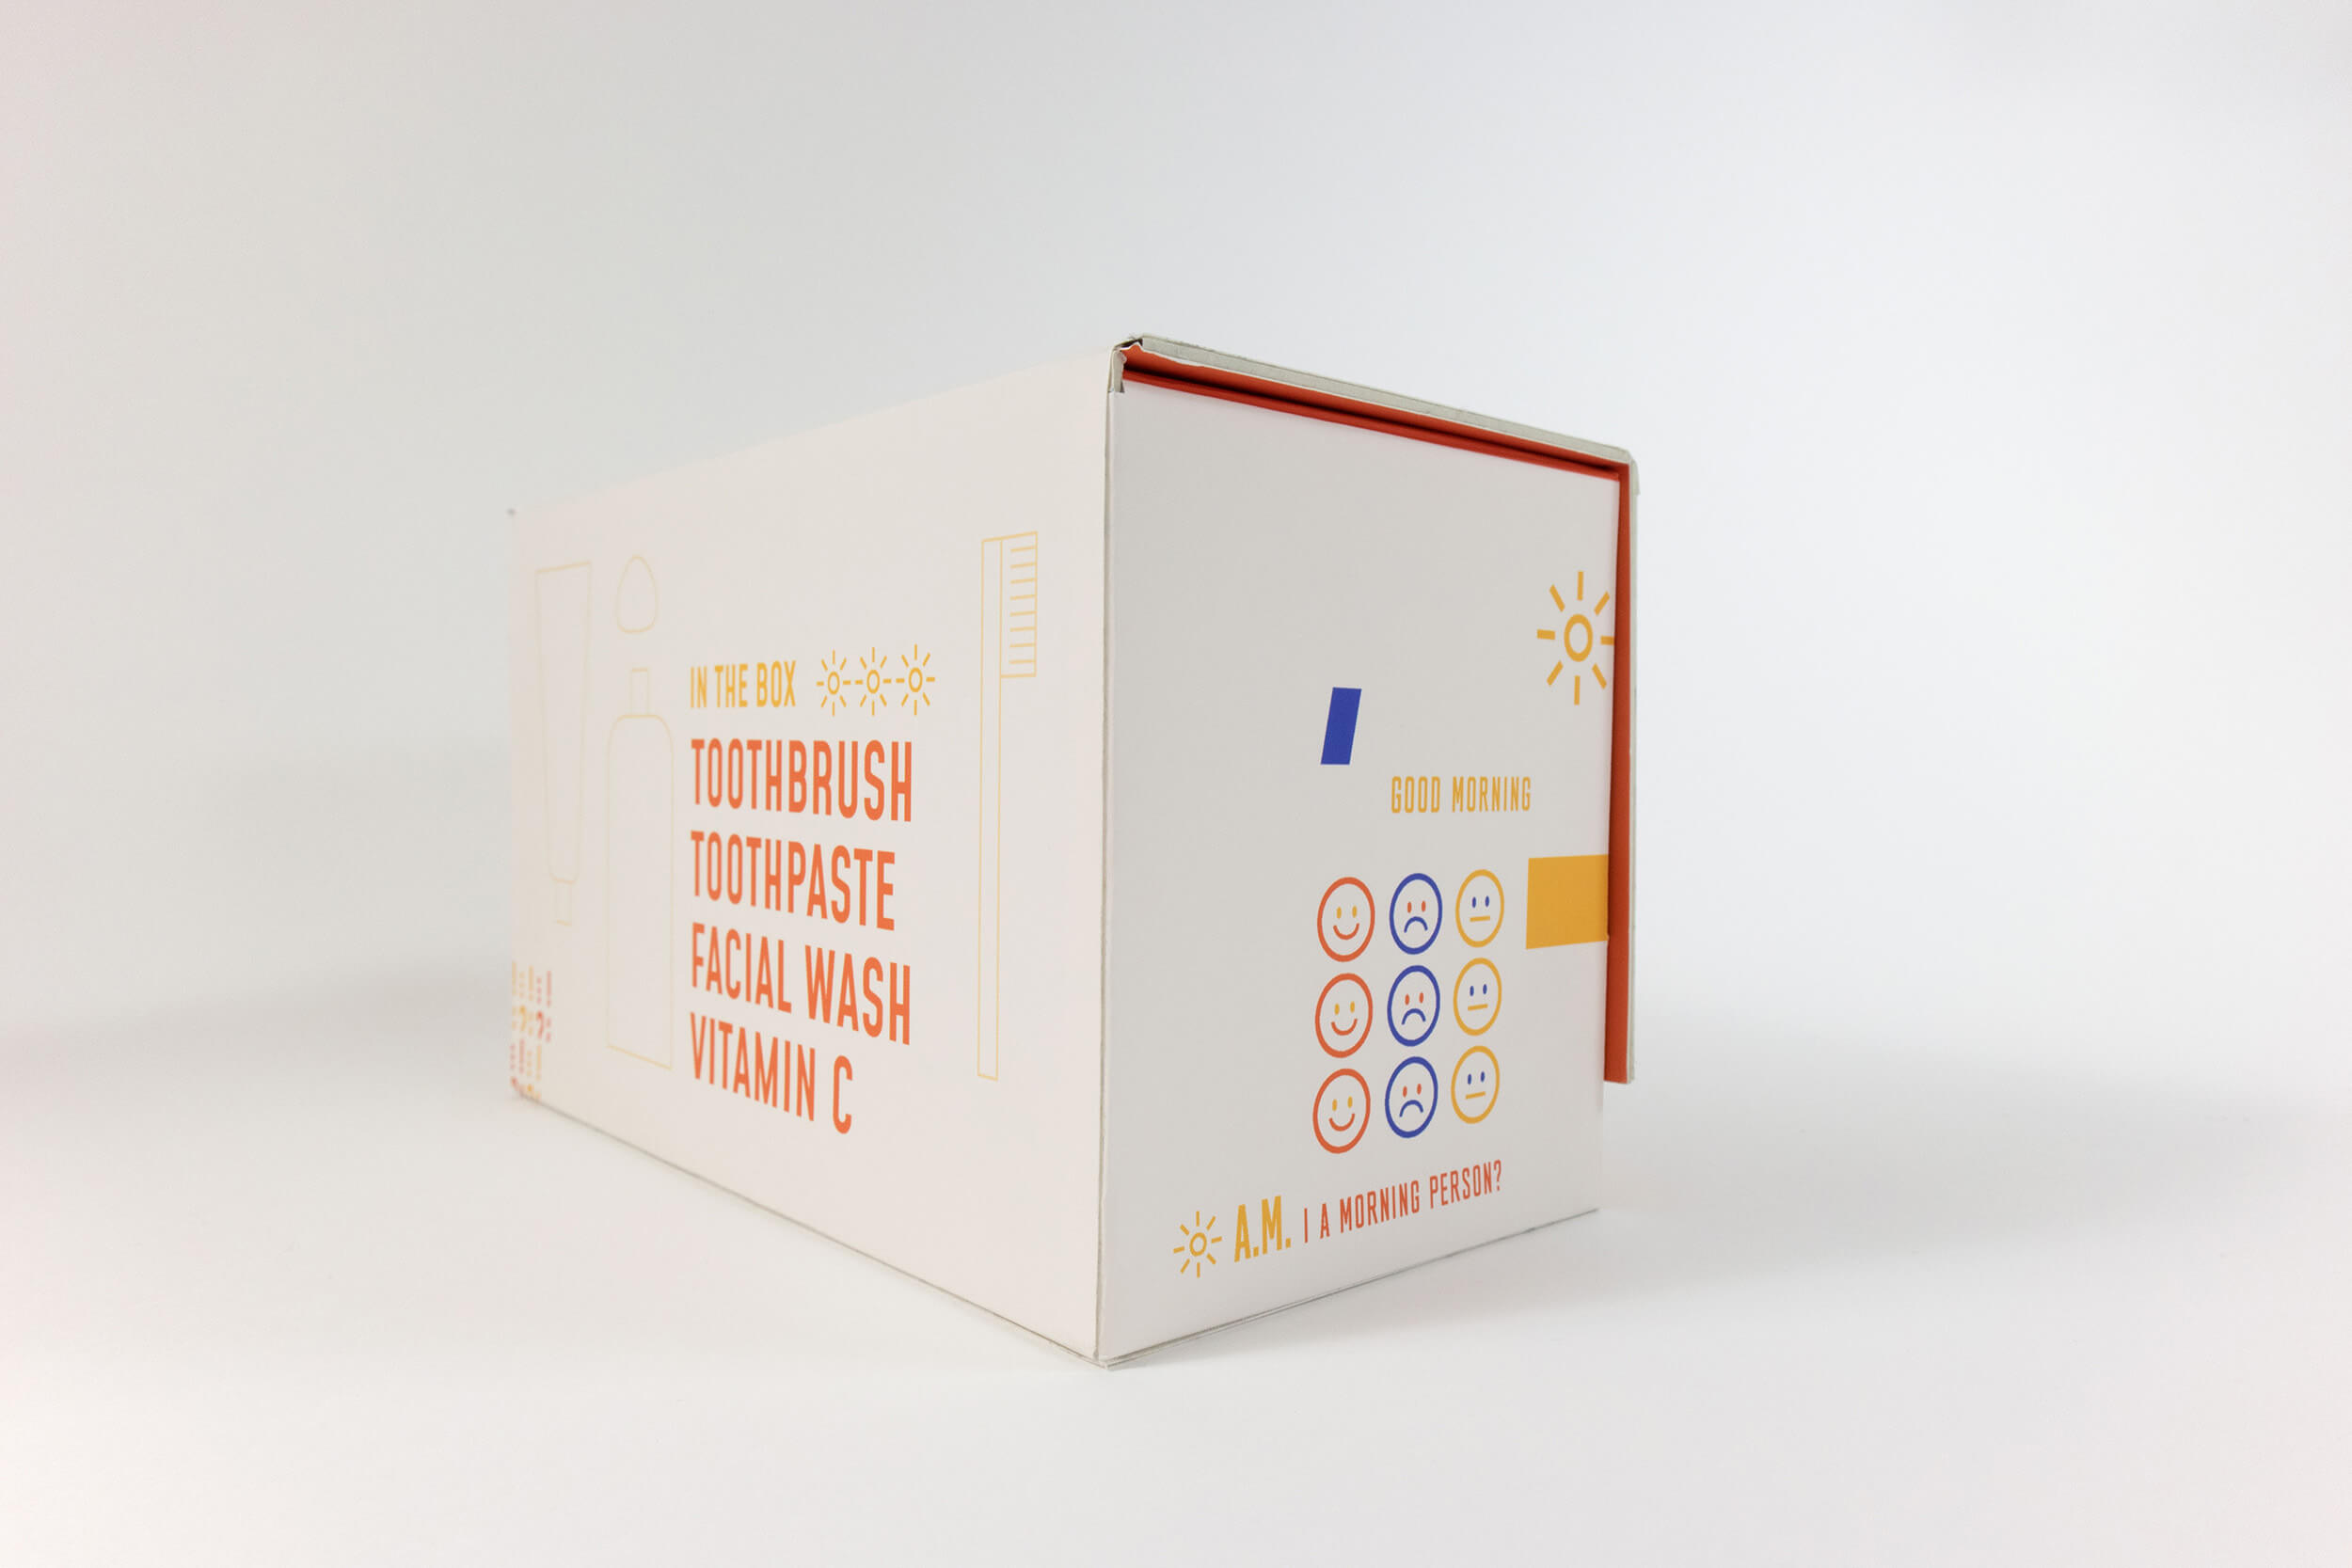 IN THE BOX
TOOTHBRUSH
TOOTHPASTE
FACIAL WASH
VITAMIN C
GOOD MORNING
A.M. I A MORNING PERSON?